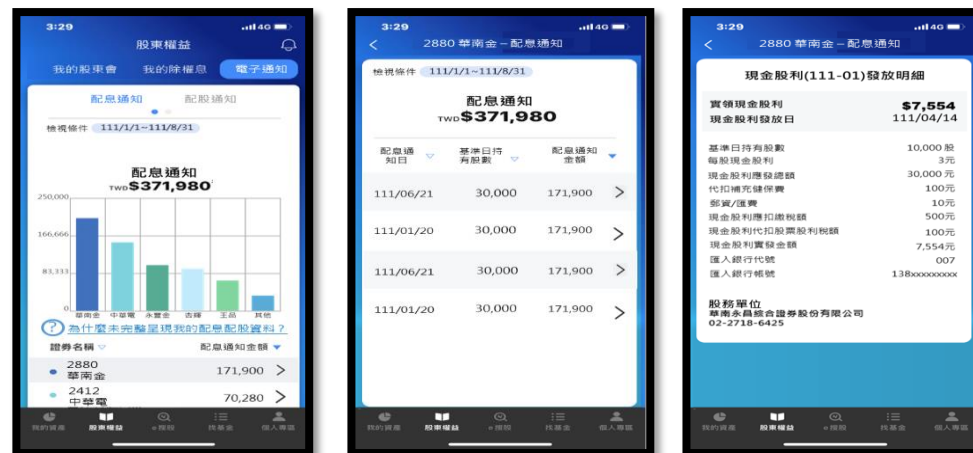 3:29
4G
股東權益
我的股東會
我的除權息
電子通知
配息通知
配股通知
檢視條件 111/1/1~111/8/31
配息通知
TWD$371,980
250,000
166,666
83,333
0
華南金 中華電 永豐金 吉輝 王品 其他
? 為什麼未完整呈現我的配息配股資料?
證券名稱
配息通知金額
2880
華南金
171,900
2412
中華電
70,280
我的資產
股東權益
e搜股
找基金
個人專區
3:29
4G
2880 華南金–配息通知
檢視條件 111/1/1~111/8/31
配息通知
TWD$371,980
配息通知日
基準日持有股數
配息通知金額
111/06/21 30,000 171,900
111/01/20 30,000 171,900
111/06/21 30,000 171,900
111/01/20 30,000 171,900
我的資產
股東權益
e搜股
找基金
個人專區
3:29
4G
2880 華南金–配息通知
現金股利(111-01)發放明細
實領現金股利 $7,554
現金股利發放日 111/04/14
基準日持有股數 10,000 股
每股現金股利 3元
現金股利應發總額 30,000 元
代扣補充健保費 100元
郵資/匯費 10元
現金股利應扣繳稅額 500元
現金股利代扣股票股利稅額 100元
現金股利實發金額 7,554元
匯入銀行代號 007
匯入銀行帳號 138xxxxxxxxx
股務單位
華南永昌綜合證券股份有限公司
02-2718-6425
我的資產
股東權益
e搜股
找基金
個人專區